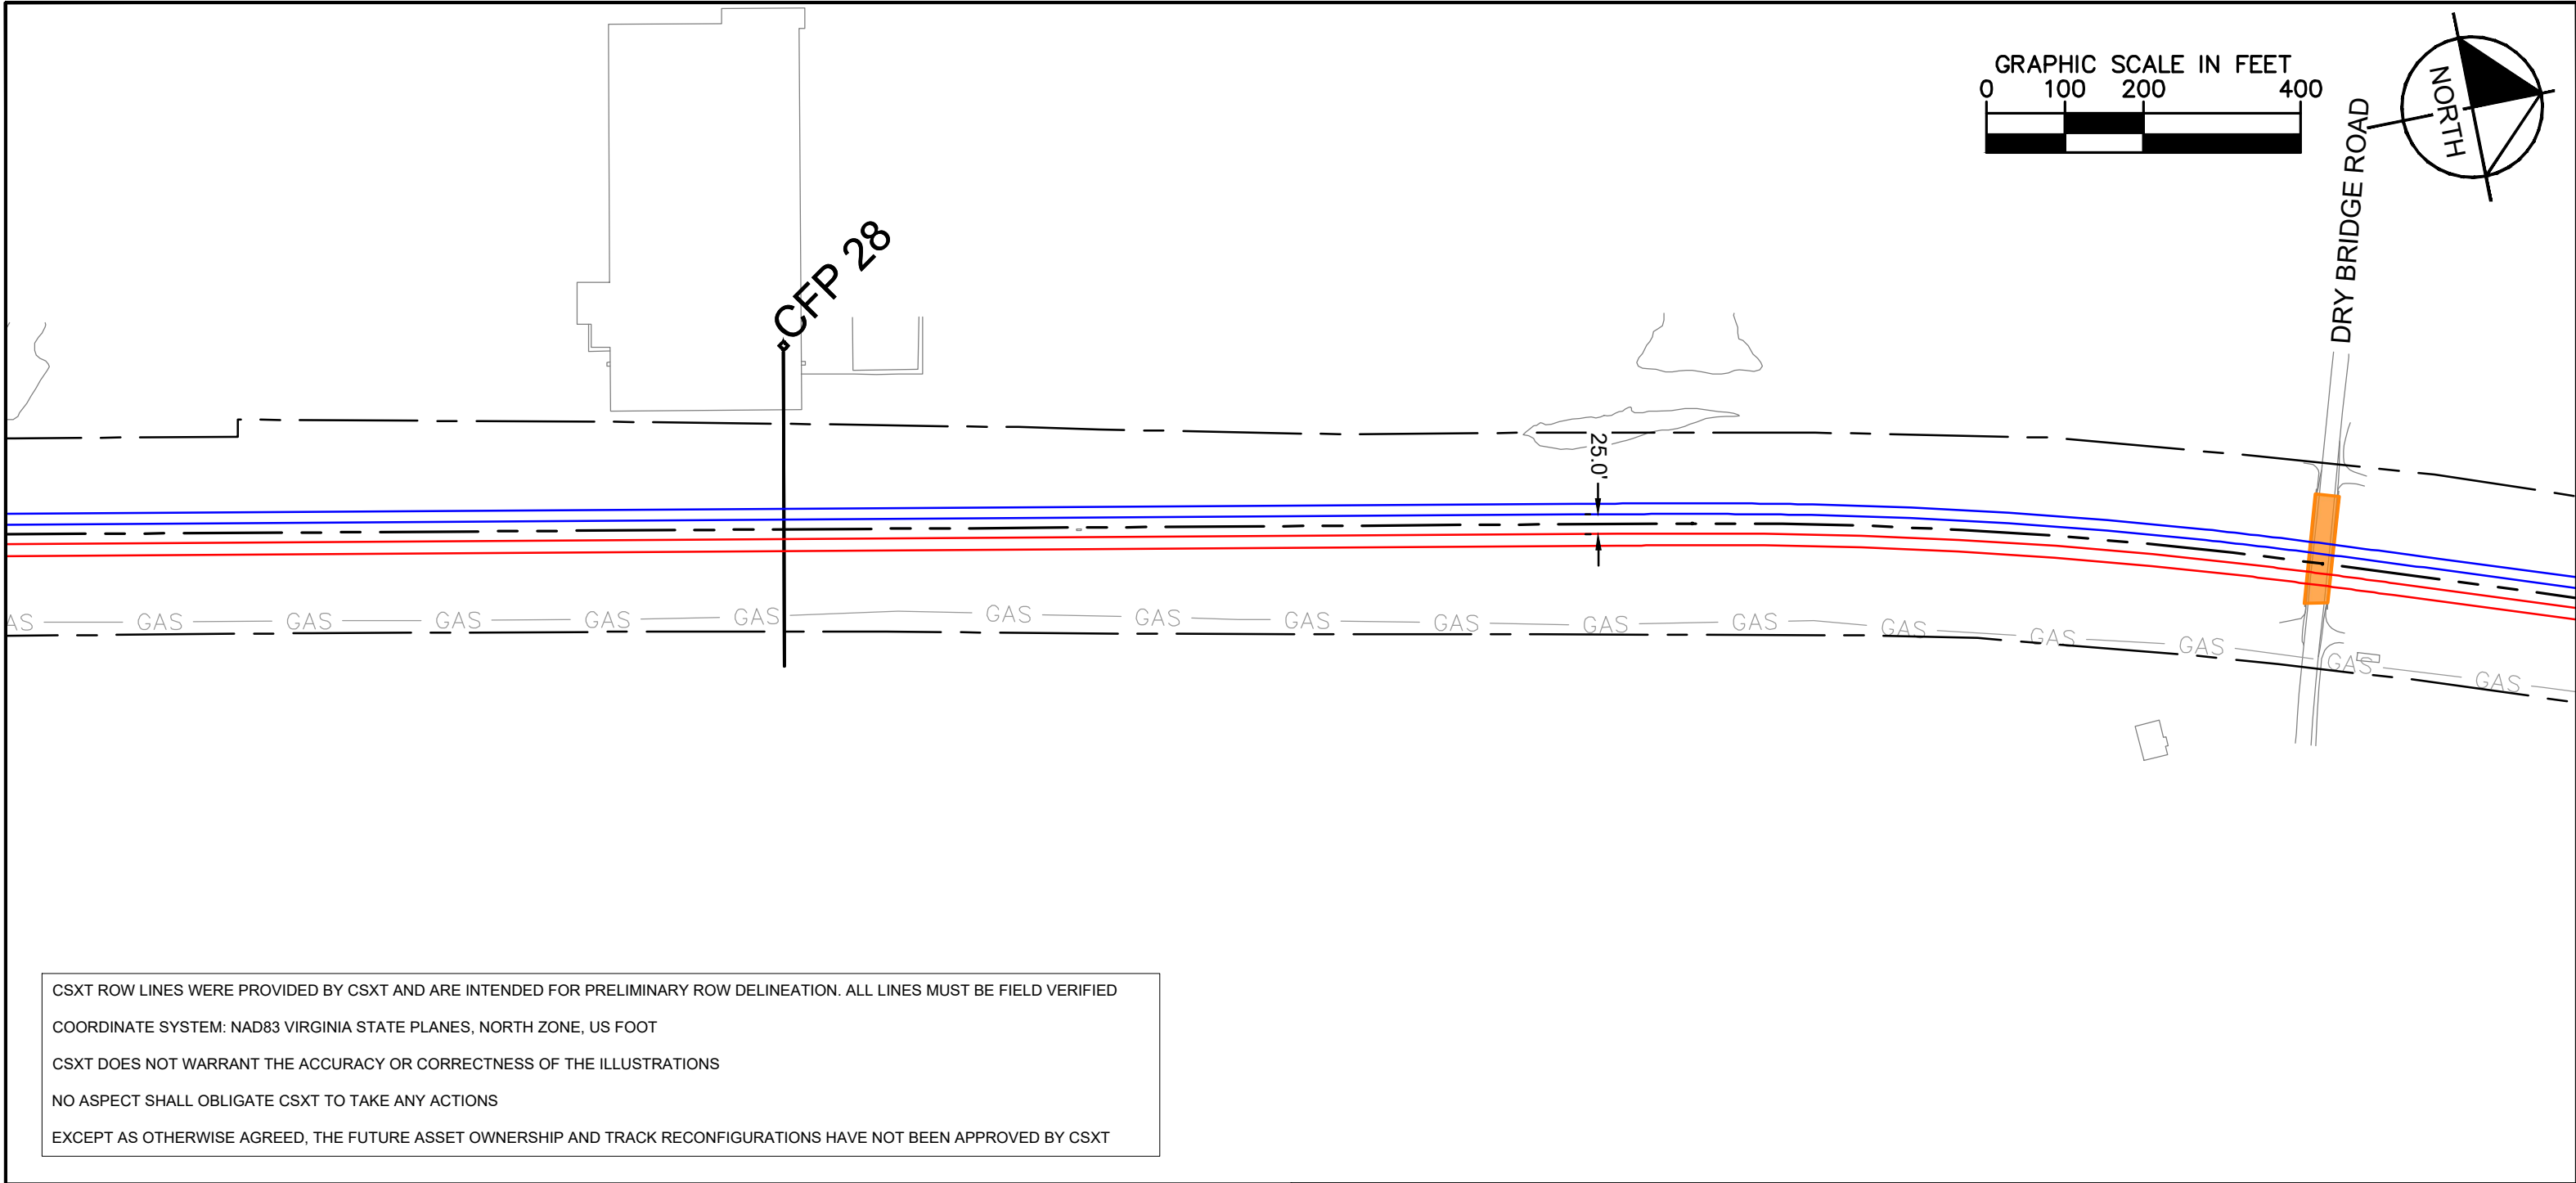 GRAPHIC SCALE IN FEET
0 100 200 400
NORTH
DRY BRIDGE ROAD
CFP 28
25.0'
AS GAS GAS GAS GAS GAS GAS GAS GAS GAS GAS GAS GAS GAS GAS GAS GAS
CSXT ROW LINES WERE PROVIDED BY CSXT AND ARE INTENDED FOR PRELIMINARY ROW DELINEATION. ALL LINES MUST BE FIELD VERIFIED
COORDINATE SYSTEM: NAD83 VIRGINIA STATE PLANES, NORTH ZONE, US FOOT
CSXT DOES NOT WARRANT THE ACCURACY OR CORRECTNESS OF THE ILLUSTRATIONS
NO ASPECT SHALL OBLIGATE CSXT TO TAKE ANY ACTIONS
EXCEPT AS OTHERWISE AGREED, THE FUTURE ASSET OWNERSHIP AND TRACK RECONFIGURATIONS HAVE NOT BEEN APPROVED BY CSXT